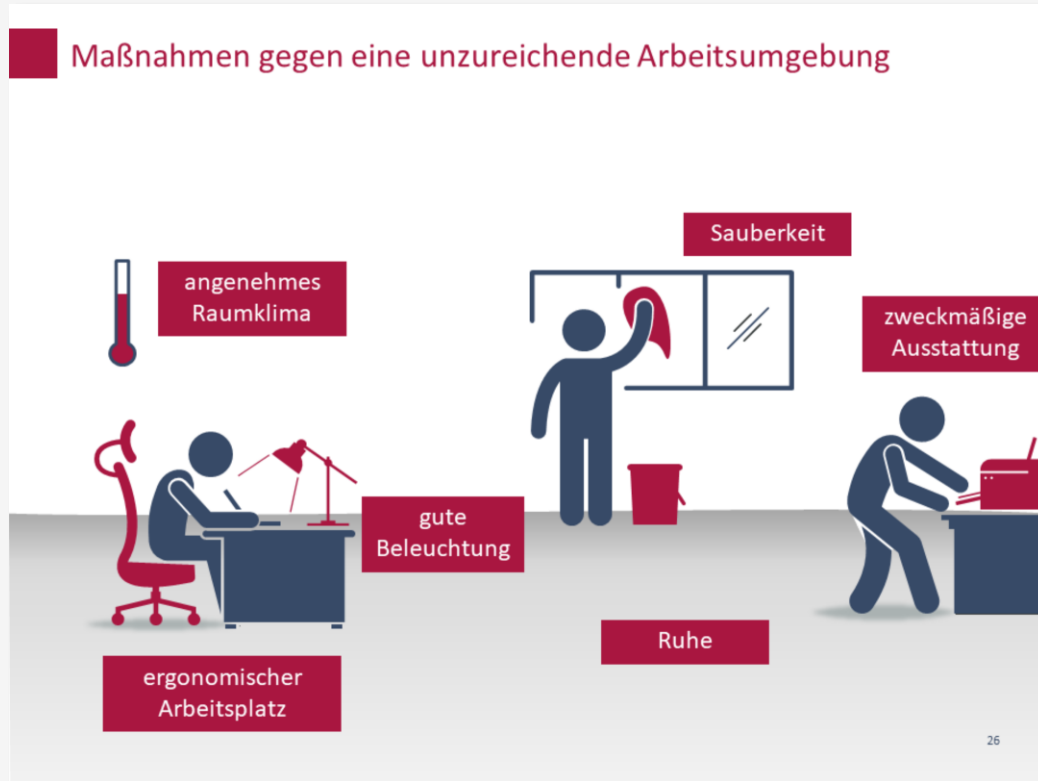 Maßnahmen gegen eine unzureichende Arbeitsumgebung
Sauberkeit
angenehmes
Raumklima
zweckmäßige
Ausstattung
gute
Beleuchtung
Ruhe
ergonomischer
Arbeitsplatz
26